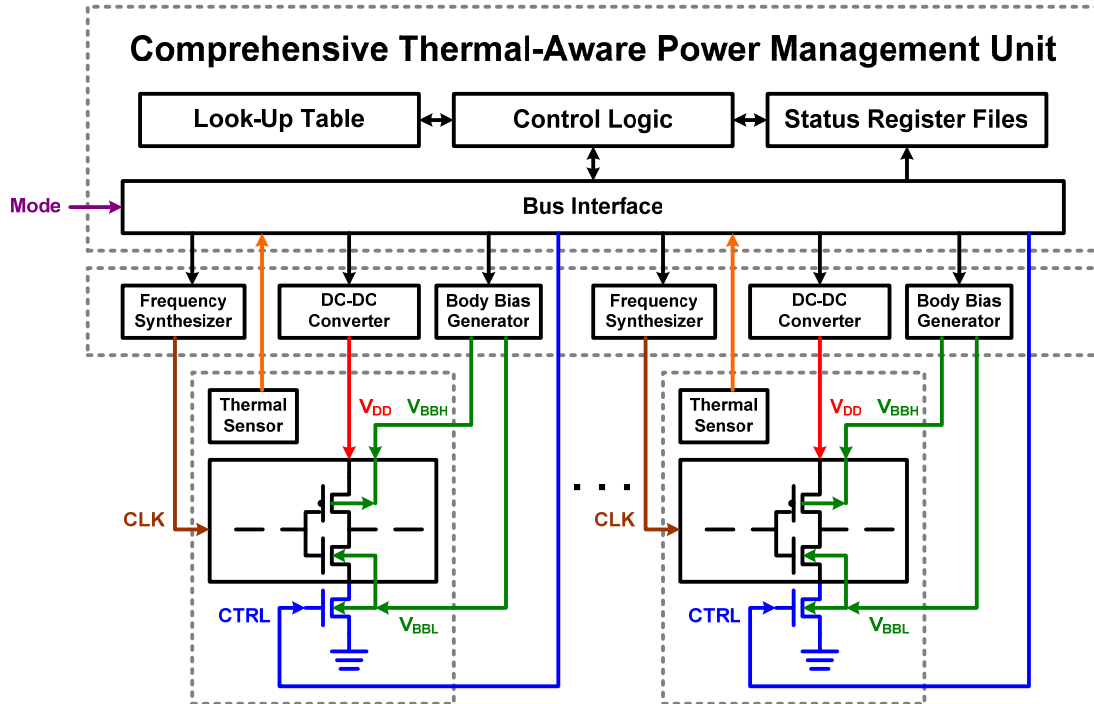 Comprehensive Thermal-Aware Power Management Unit
Look-Up Table
Control Logic
Status Register Files
Mode
Bus Interface
Frequency
Synthesizer
DC-DC
Converter
Body Bias
Generator
Frequency
Synthesizer
DC-DC
Converter
Body Bias
Generator
Thermal
Sensor
VDD
VBBH
Thermal
Sensor
VDD
VBBH
CLK
. . .
CLK
CTRL
VBBL
CTRL
VBBL